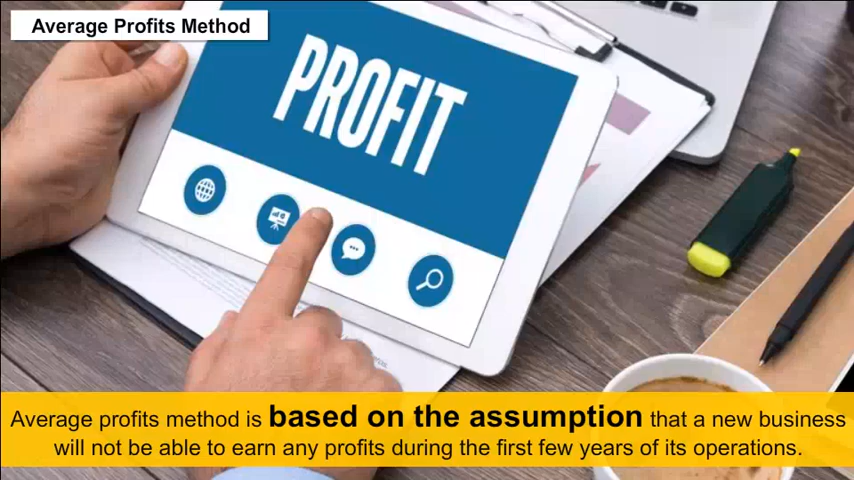 Average Profits Method
PROFIT
Average profits method is based on the assumption that a new business
will not be able to earn any profits during the first few years of its operations.